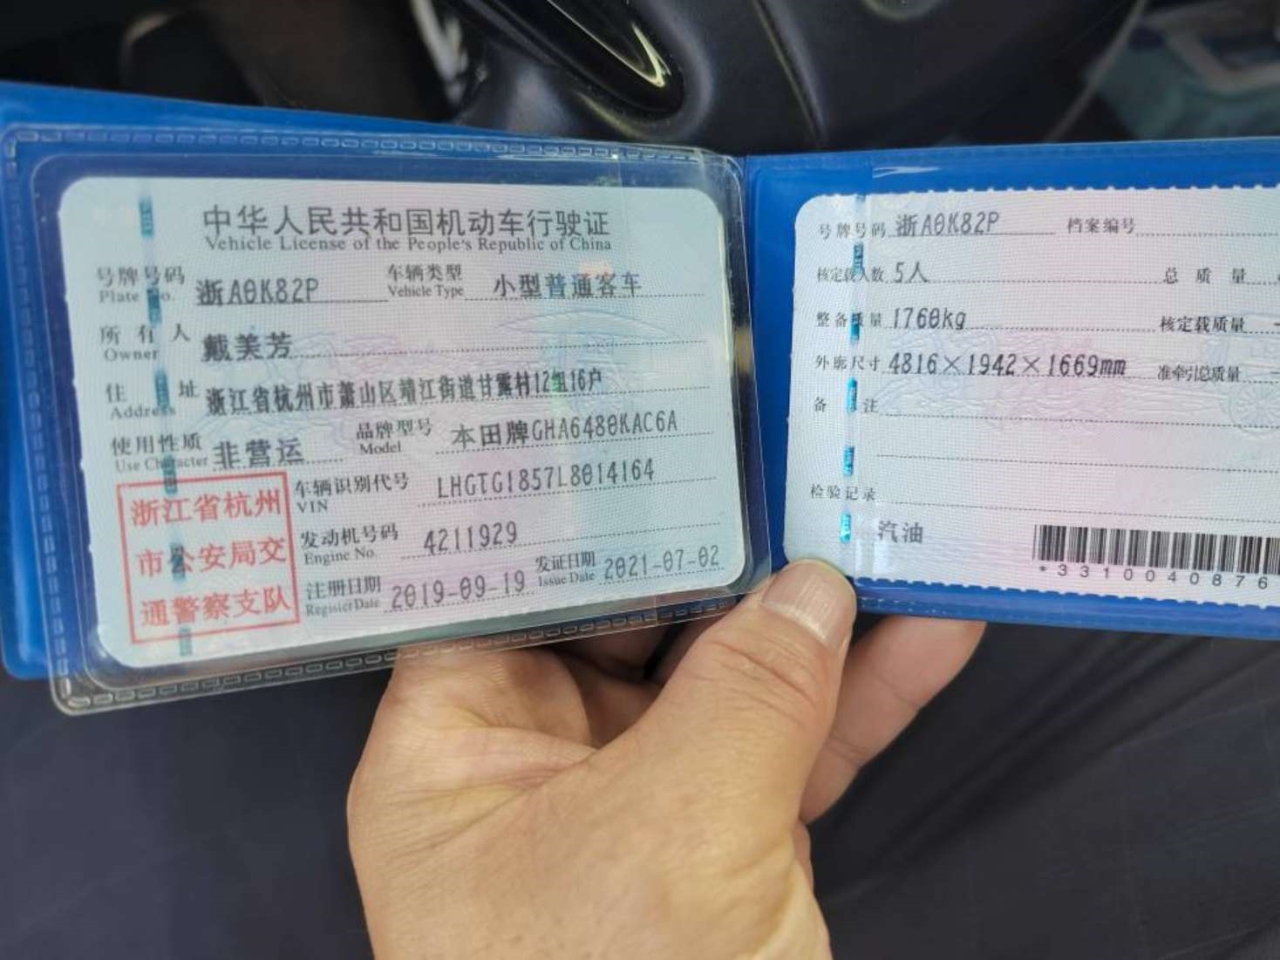 中华人民共和国机动车行驶证
Vehicle License of the People's Republic of China
号牌号码 浙A0K82P 车辆类型 小型普通客车
Plate No. Vehicle Type
所有人 戴美芳
Owner
住址 浙江省杭州市萧山区靖江街道甘露村12组16户
Address
使用性质 非营运 品牌型号 本田牌GHA6480KAC6A
Use Character Model
浙江省杭州
市公安局交
通警察支队
车辆识别代号 LHGTG1857L8014164
VIN
发动机号码 4211929
Engine No.
注册日期 2019-09-19 发证日期 2021-07-02
Register Date Issue Date
号牌号码 浙A0K82P 档案编号
核定载人数 5人 总质量
整备质量 1760kg 核定载质量
外廓尺寸 4816×1942×1669mm 准牵引总质量
备注
检验记录
汽油
*3310040876